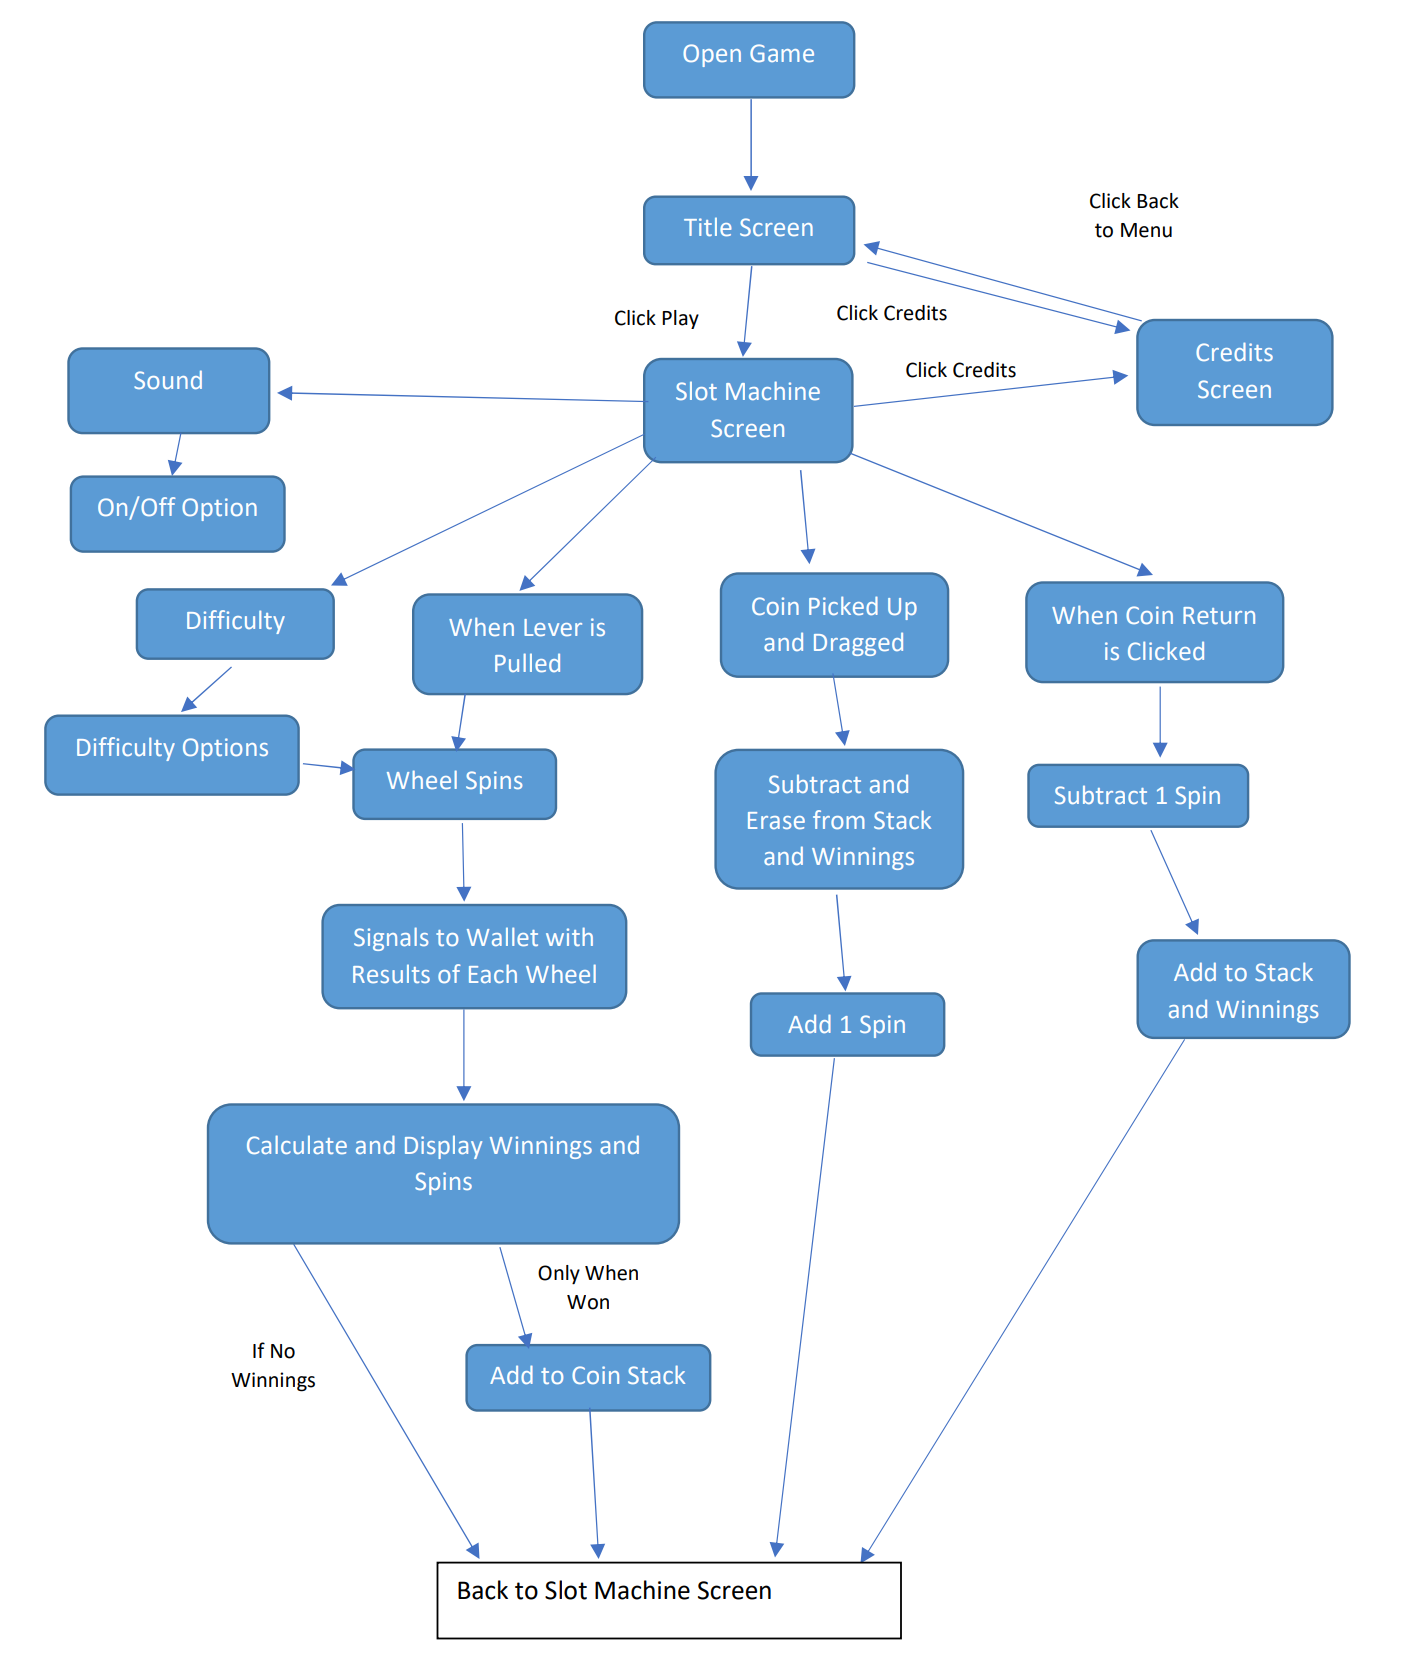 Open Game
Title Screen
Click Back
to Menu
Click Play
Click Credits
Credits
Screen
Click Credits
Sound
Slot Machine
Screen
On/Off Option
Difficulty
When Lever is
Pulled
Coin Picked Up
and Dragged
When Coin Return
is Clicked
Difficulty Options
Wheel Spins
Subtract and
Erase from Stack
and Winnings
Subtract 1 Spin
Signals to Wallet with
Results of Each Wheel
Add 1 Spin
Add to Stack
and Winnings
Calculate and Display Winnings and
Spins
Only When
Won
If No
Winnings
Add to Coin Stack
Back to Slot Machine Screen